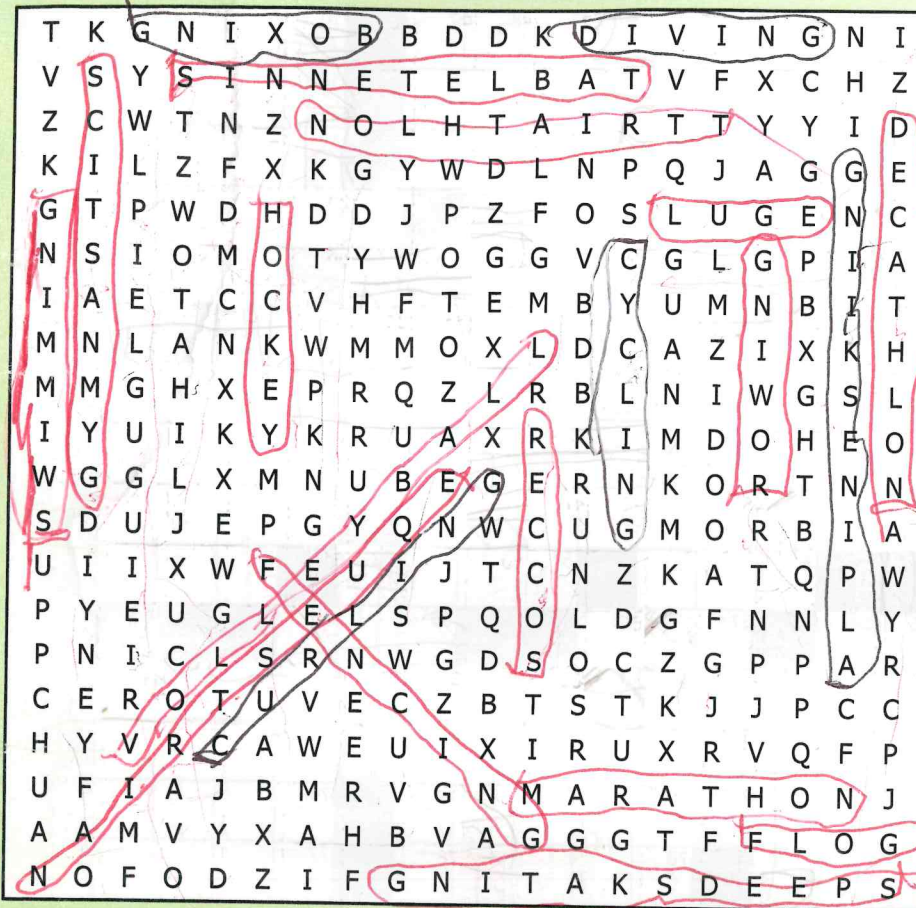 T K G N I X O B B D D K D I V I N G N I
V S Y S I N N E T E L B A T V F X C H Z
Z C W T N Z N O L H T A I R T T Y Y I D
K I L Z F X K G Y W D L N P Q J A G G E
G T P W D H D D J P Z F O S L U G E N C
N S I O M O T Y W O G G V C G L G P I A
I A E T C C V H F T E M B Y U M N B I T
M N L A N K W M M O X L D C A Z I X K H
M M G H X E P R Q Z L R B L N I W G S L
I Y U I K Y K R U A X R K I M D O H E O
W G G L X M N U B E G E R N K O R T N N
S D U J E P G Y Q N W C U G M O R B I A
U I I X W F E U I J T C N Z K A T Q P W
P Y E U G L E L S P Q O L D G F N N L Y
P N I C L S R N W G D S O C Z G P P A R
C E R O T U V E C Z B T S T K J J P C C
H Y V R C A W E U I X I R U X R V Q F P
U F I A J B M R V G N M A R A T H O N J
A A M V Y X A H B V A G G G T F F L O G
N O F O D Z I F G N I T A K S D E E P S